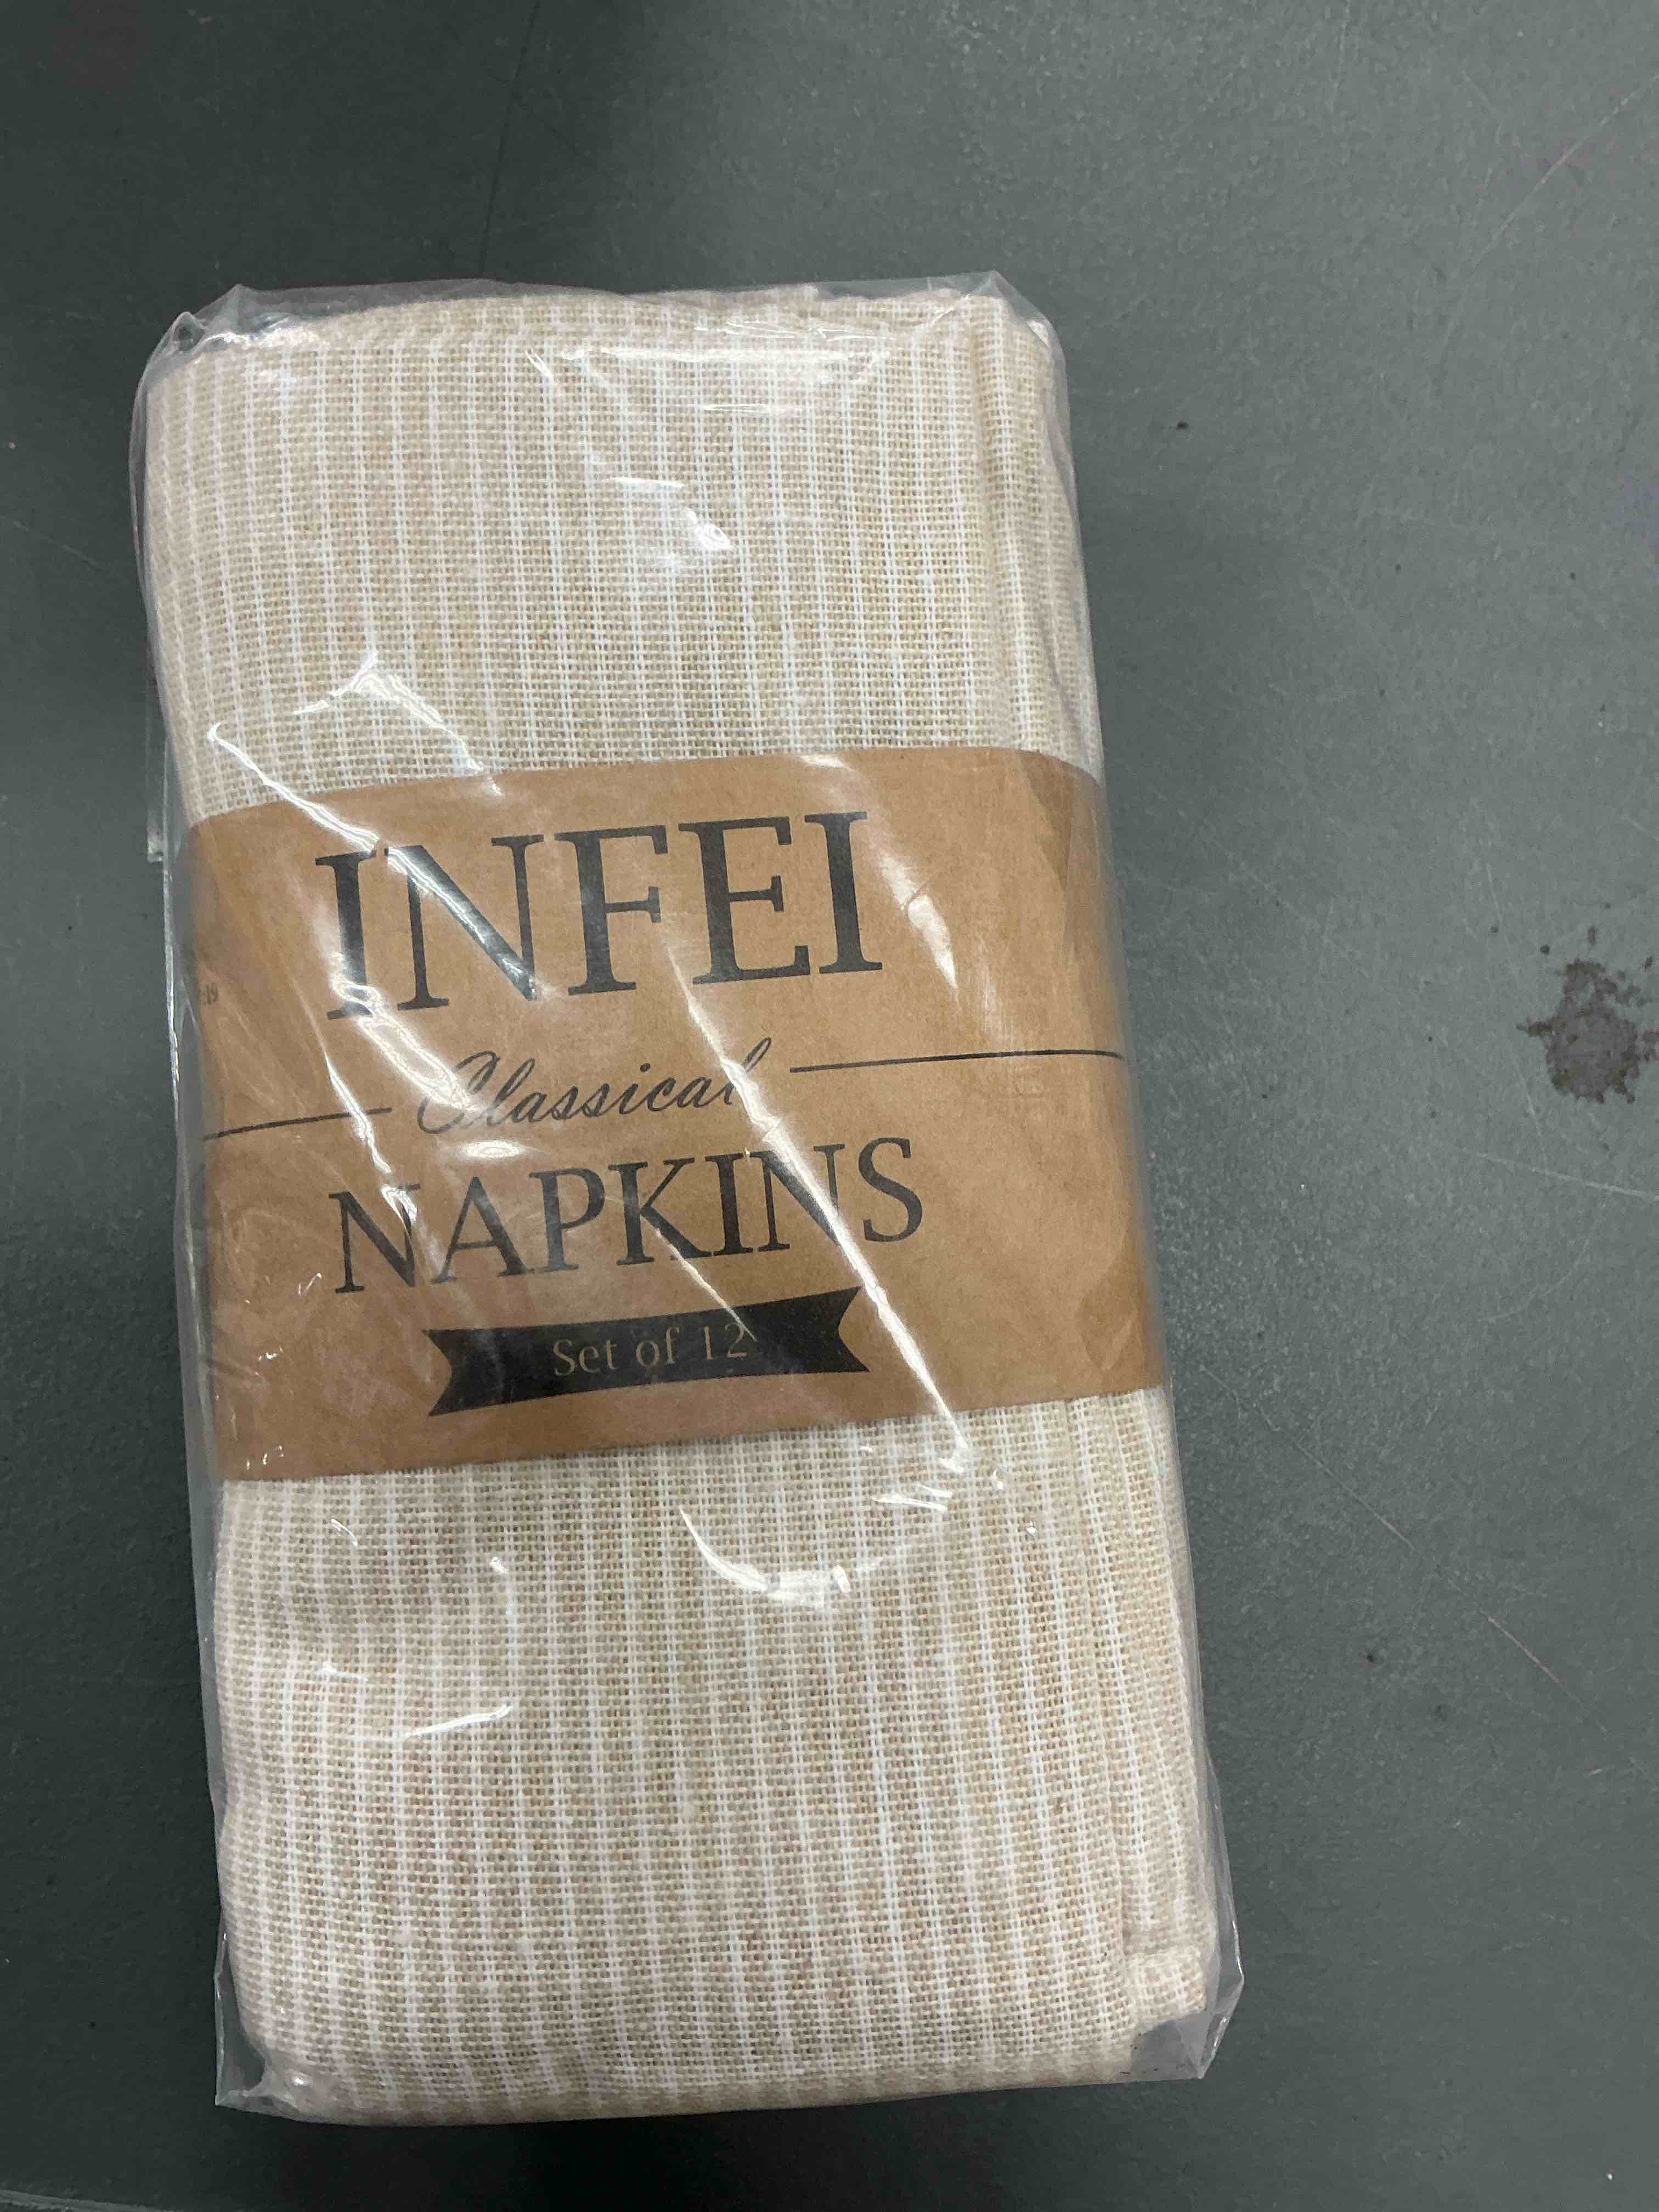 INFEI
Classical
NAPKINS
Set of 12